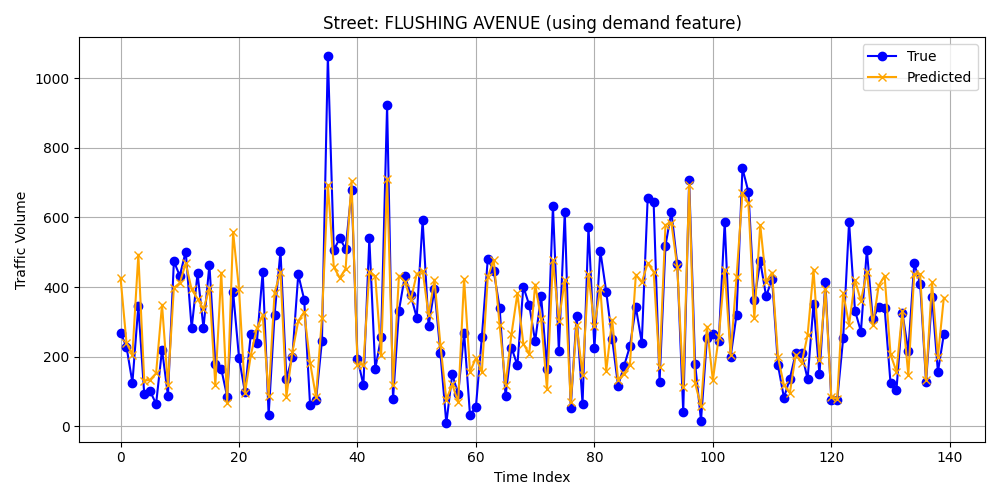 Street: FLUSHING AVENUE (using demand feature)
True
Predicted
Traffic Volume
1000
800
600
400
200
0
0 20 40 60 80 100 120 140
Time Index